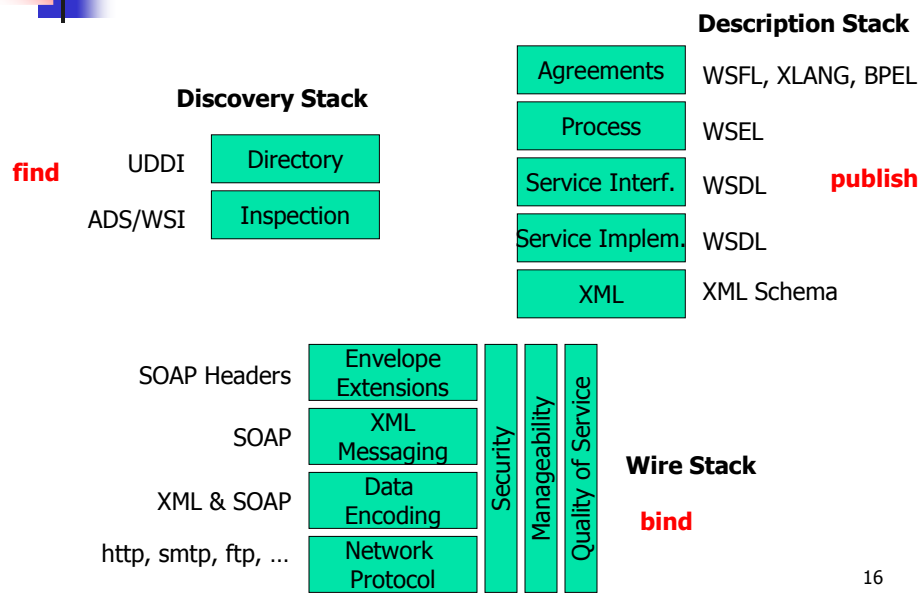 Description Stack
Agreements
WSFL, XLANG, BPEL
Process
WSEL
Service Interf.
WSDL
publish
Service Implem.
WSDL
XML
XML Schema
Discovery Stack
find
UDDI
Directory
ADS/WSI
Inspection
SOAP Headers
Envelope
Extensions
SOAP
XML
Messaging
XML & SOAP
Data
Encoding
http, smtp, ftp, ...
Network
Protocol
Security
Manageability
Quality of Service
Wire Stack
bind
16